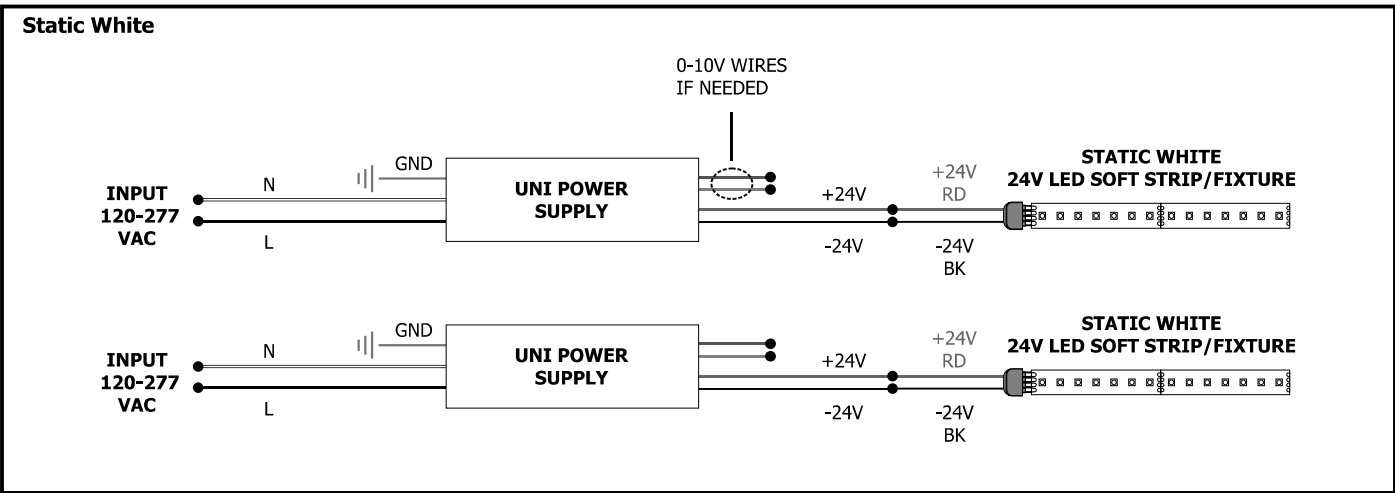 Static White
0-10V WIRES
IF NEEDED
GND
N
INPUT
120-277
VAC
L
UNI POWER
SUPPLY
+24V
-24V
+24V
RD
-24V
BK
STATIC WHITE
24V LED SOFT STRIP/FIXTURE
GND
N
INPUT
120-277
VAC
L
UNI POWER
SUPPLY
+24V
-24V
+24V
RD
-24V
BK
STATIC WHITE
24V LED SOFT STRIP/FIXTURE